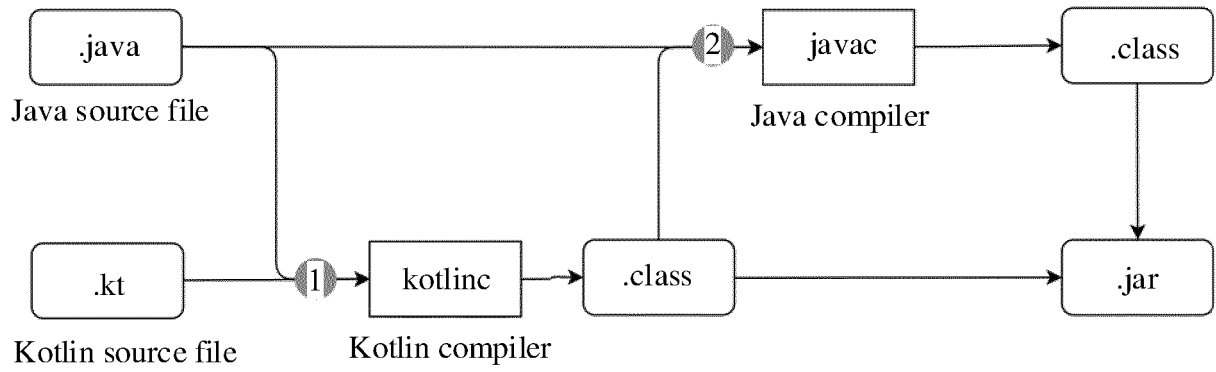 .java
Java source file
2
javac
Java compiler
.class
.kt
Kotlin source file
1
kotlinc
Kotlin compiler
.class
.jar